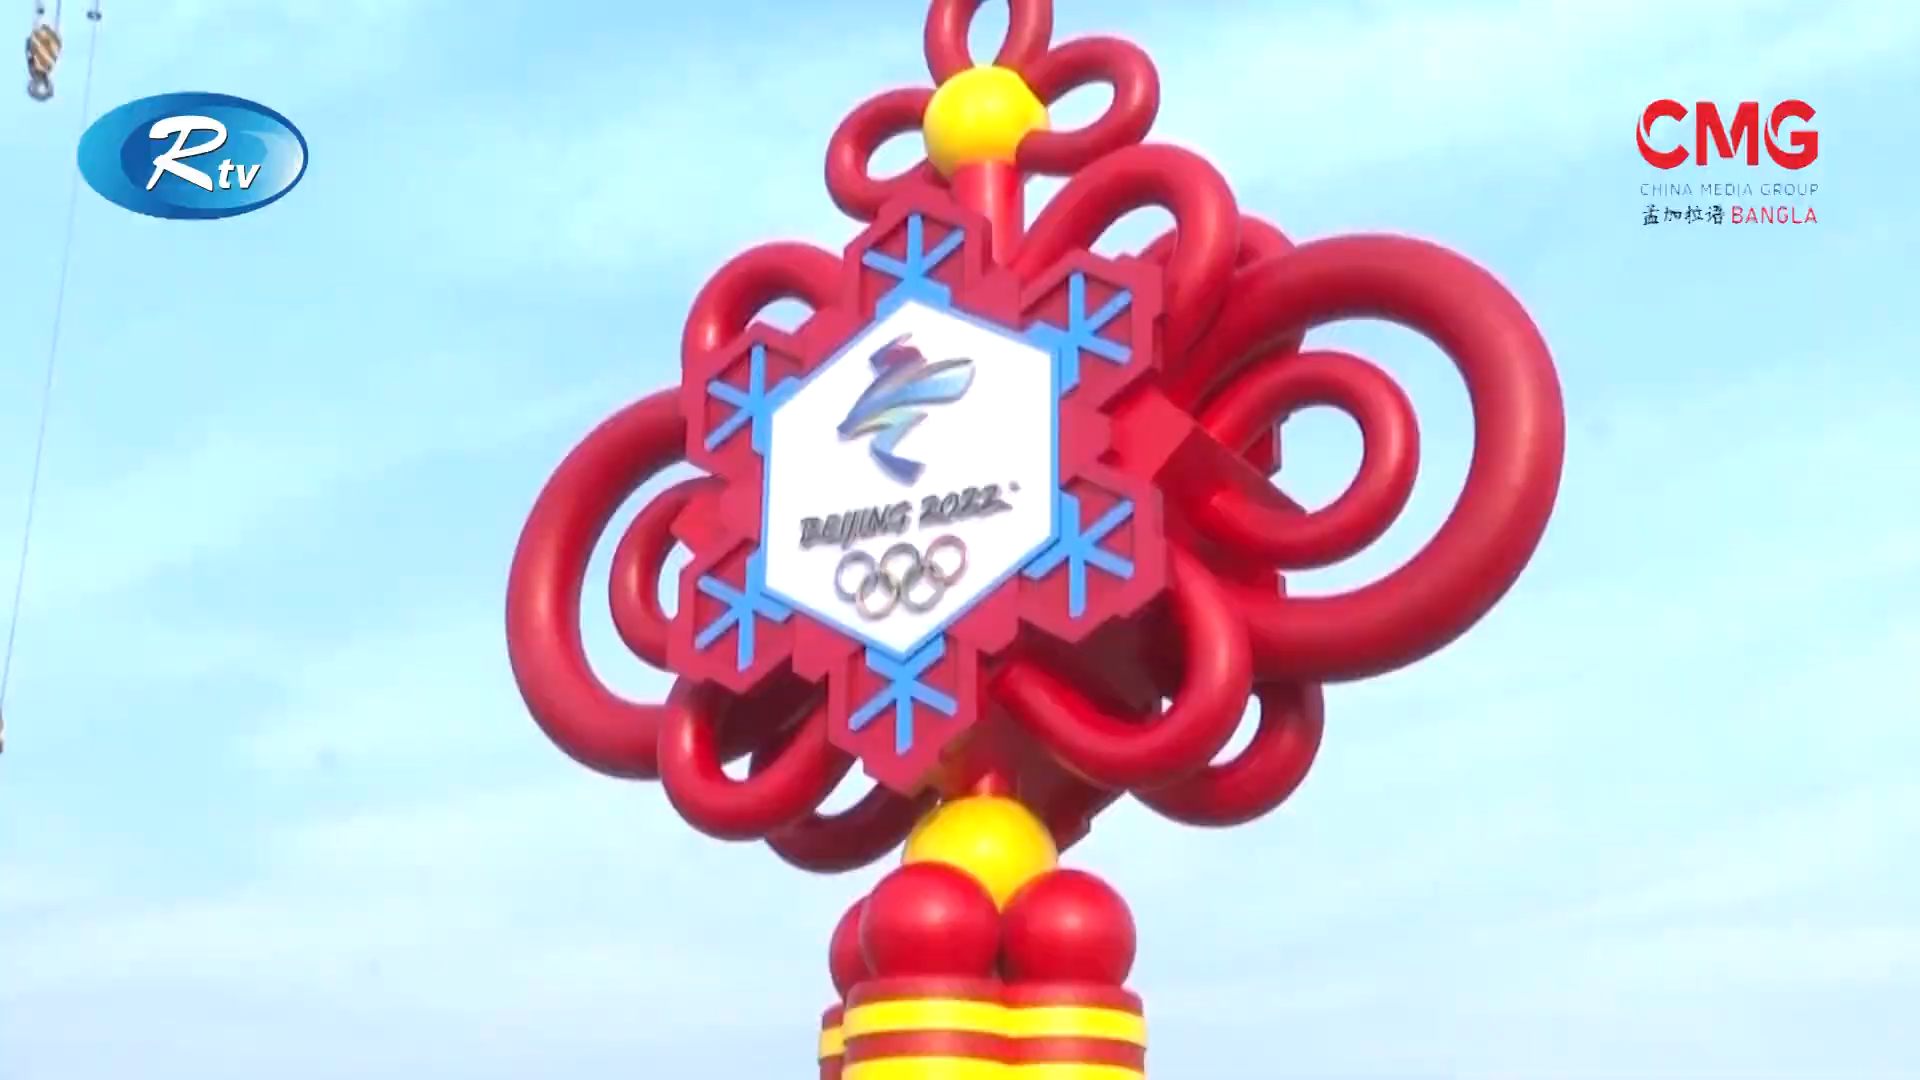 Rtv
CMG
CHINA MEDIA GROUP
孟加拉语 BANGLA
BEIJING 2022